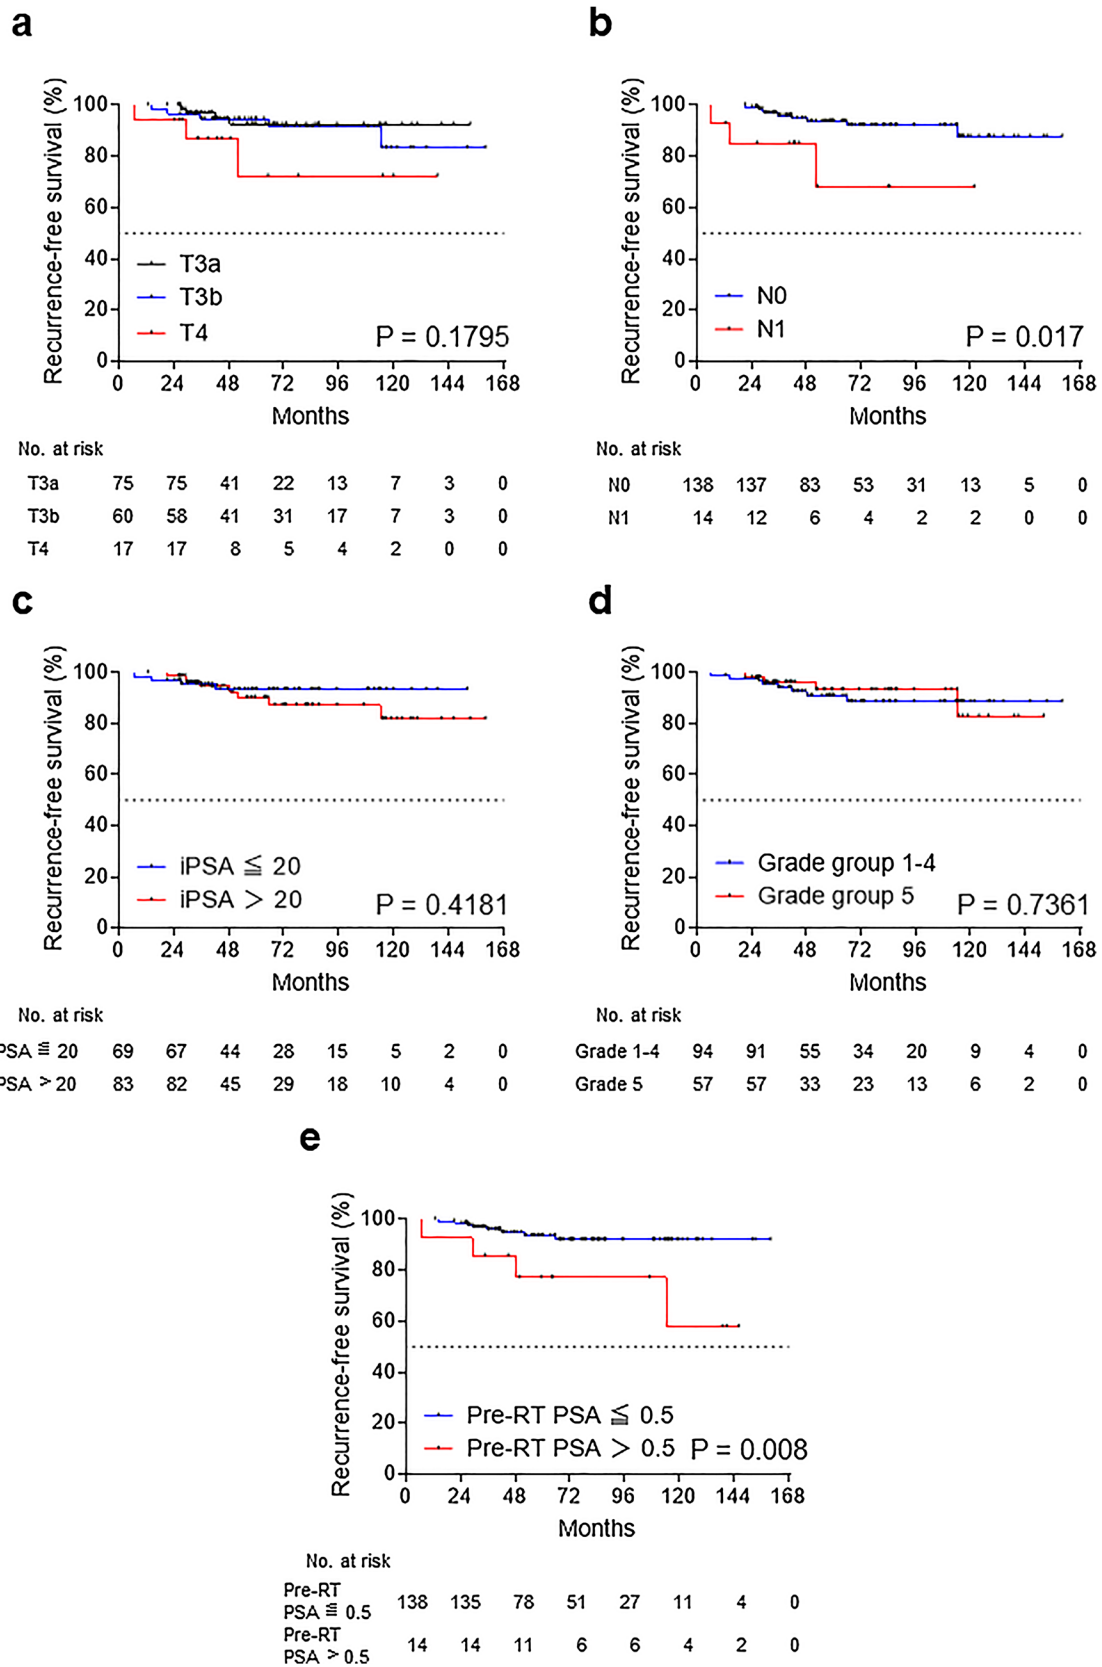 a
Recurrence-free survival (%)
100
80
60
40
20
0
T3a
T3b
T4
P = 0.1795
0 24 48 72 96 120 144 168
Months
No. at risk
T3a 75 75 41 22 13 7 3 0
T3b 60 58 41 31 17 7 3 0
T4 17 17 8 5 4 2 0 0
b
Recurrence-free survival (%)
100
80
60
40
20
0
N0
N1
P = 0.017
0 24 48 72 96 120 144 168
Months
No. at risk
N0 138 137 83 53 31 13 5 0
N1 14 12 6 4 2 2 0 0
c
Recurrence-free survival (%)
100
80
60
40
20
0
iPSA ≦ 20
iPSA > 20
P = 0.4181
0 24 48 72 96 120 144 168
Months
No. at risk
PSA ≦ 20 69 67 44 28 15 5 2 0
PSA > 20 83 82 45 29 18 10 4 0
d
Recurrence-free survival (%)
100
80
60
40
20
0
Grade group 1-4
Grade group 5
P = 0.7361
0 24 48 72 96 120 144 168
Months
No. at risk
Grade 1-4 94 91 55 34 20 9 4 0
Grade 5 57 57 33 23 13 6 2 0
e
Recurrence-free survival (%)
100
80
60
40
20
0
Pre-RT PSA ≦ 0.5
Pre-RT PSA > 0.5 P = 0.008
0 24 48 72 96 120 144 168
Months
No. at risk
Pre-RT
PSA ≦ 0.5 138 135 78 51 27 11 4 0
Pre-RT
PSA > 0.5 14 14 11 6 6 4 2 0